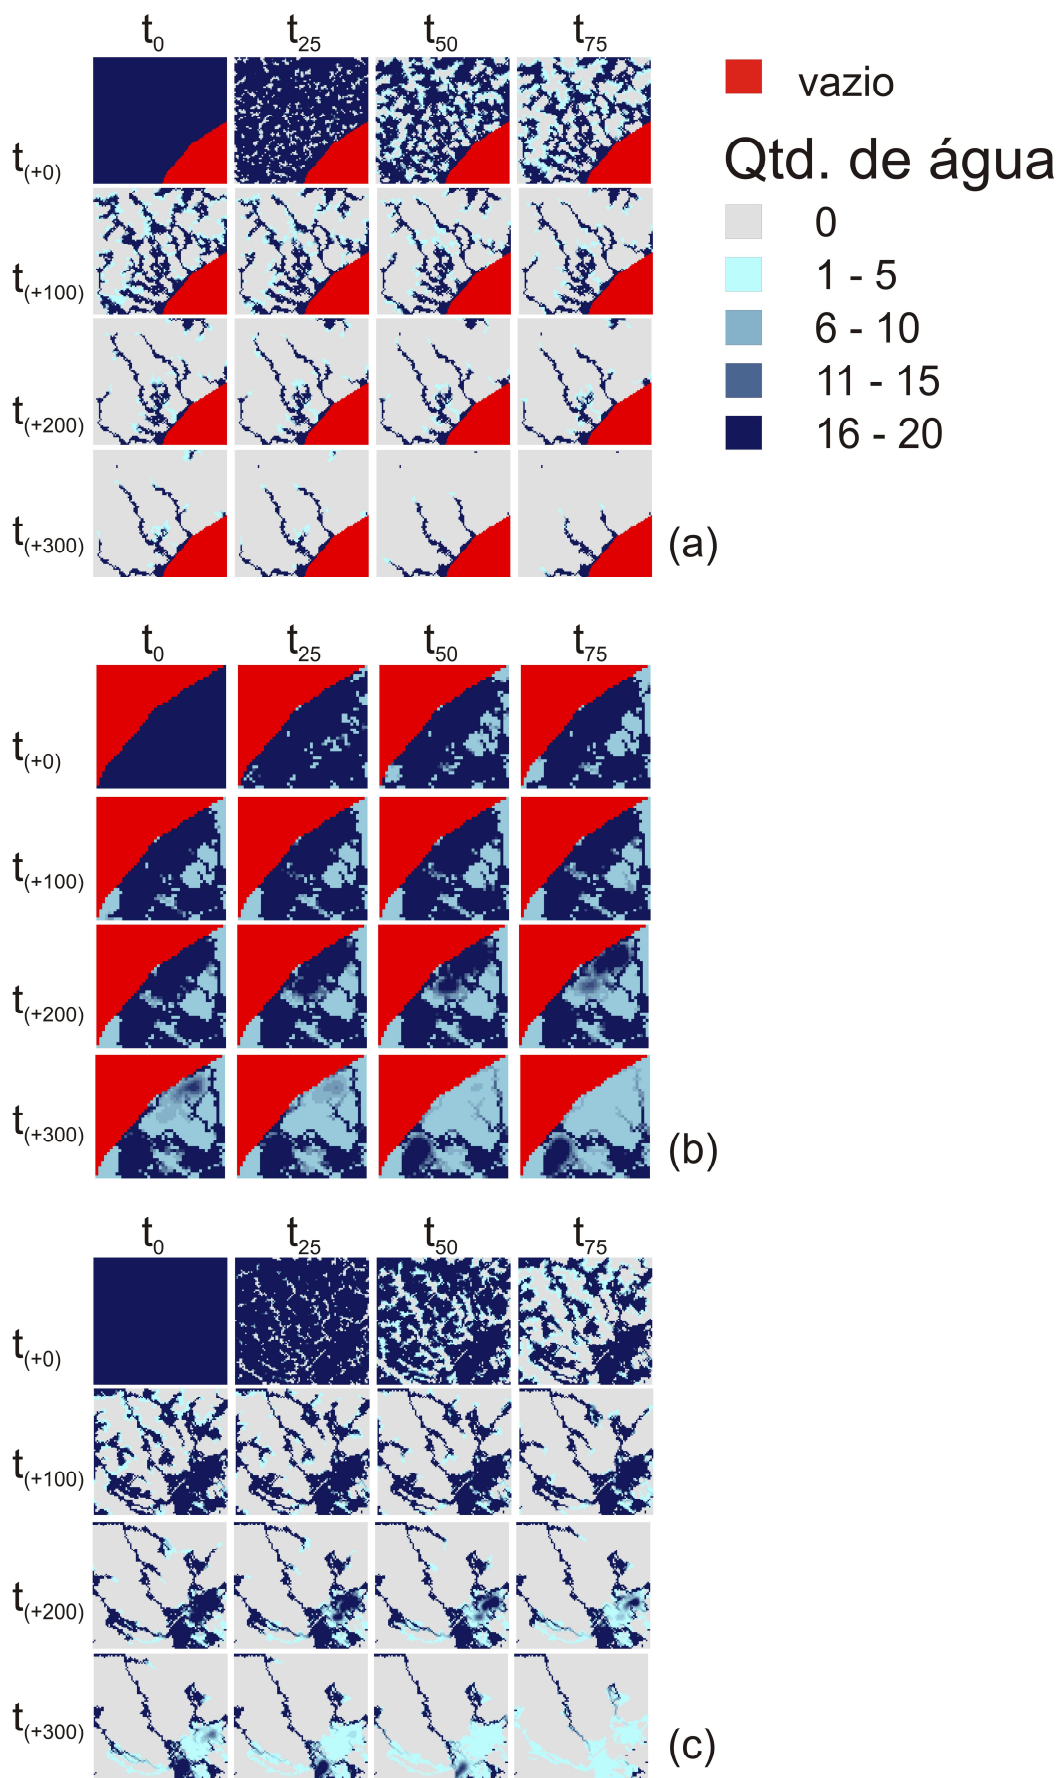 t0 t25 t50 t75
vazio
Qtd. de água
t(+0)
0
t(+100)
1 - 5
6 - 10
11 - 15
t(+200)
16 - 20
t(+300)
(a)
t0 t25 t50 t75
t(+0)
t(+100)
t(+200)
t(+300)
(b)
t0 t25 t50 t75
t(+0)
t(+100)
t(+200)
t(+300)
(c)